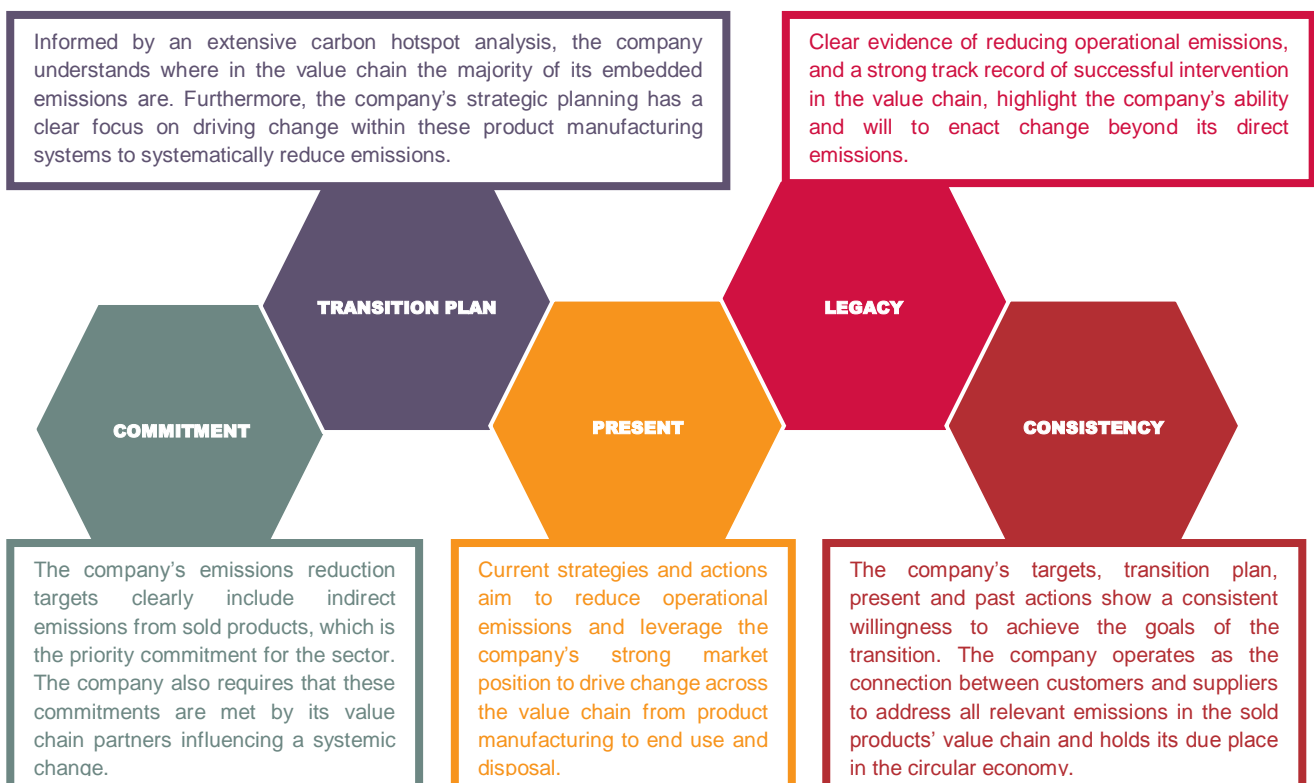 Informed by an extensive carbon hotspot analysis, the company
understands where in the value chain the majority of its embedded
emissions are. Furthermore, the company’s strategic planning has a
clear focus on driving change within these product manufacturing
systems to systematically reduce emissions.
Clear evidence of reducing operational emissions,
and a strong track record of successful intervention
in the value chain, highlight the company’s ability
and will to enact change beyond its direct
emissions.
TRANSITION PLAN
LEGACY
COMMITMENT
PRESENT
CONSISTENCY
The company’s emissions reduction
targets clearly include indirect
emissions from sold products, which is
the priority commitment for the sector.
The company also requires that these
commitments are met by its value
chain partners influencing a systemic
change.
Current strategies and actions
aim to reduce operational
emissions and leverage the
company’s strong market
position to drive change across
the value chain from product
manufacturing to end use and
disposal.
The company’s targets, transition plan,
present and past actions show a consistent
willingness to achieve the goals of the
transition. The company operates as the
connection between customers and suppliers
to address all relevant emissions in the sold
products’ value chain and holds its due place
in the circular economy.